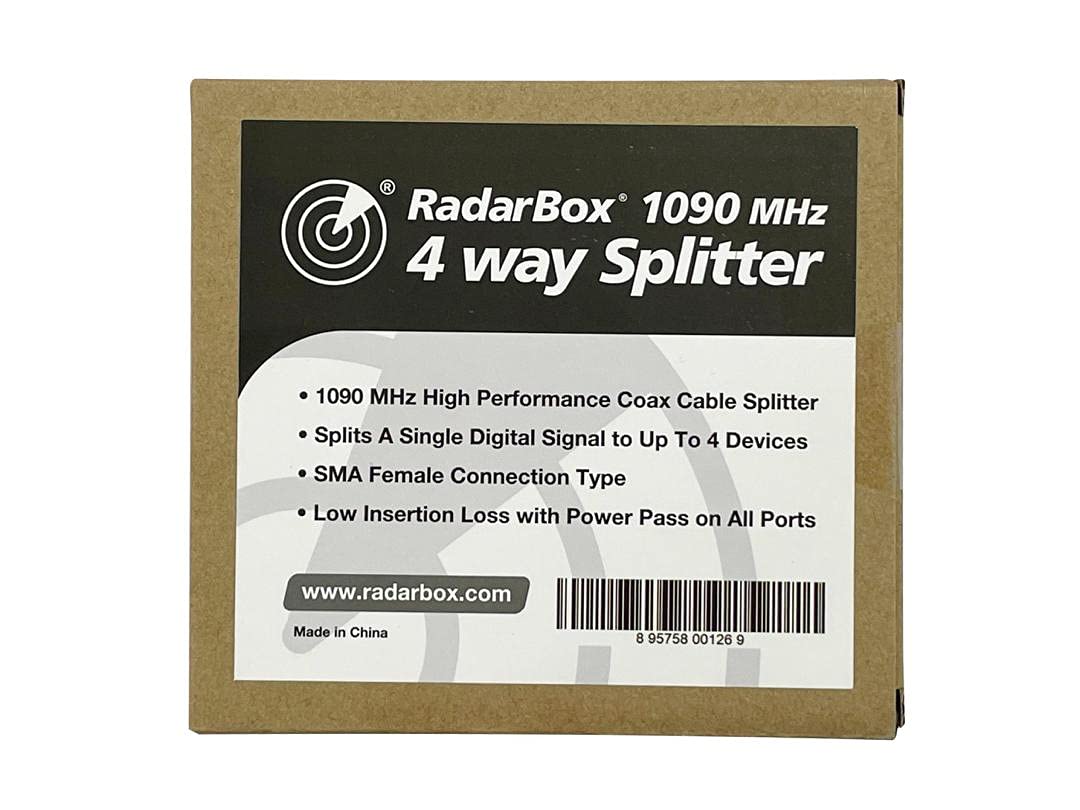 ®
RadarBox® 1090 MHz
4 way Splitter
• 1090 MHz High Performance Coax Cable Splitter
• Splits A Single Digital Signal to Up To 4 Devices
• SMA Female Connection Type
• Low Insertion Loss with Power Pass on All Ports
www.radarbox.com
Made in China
8 95758 00126 9